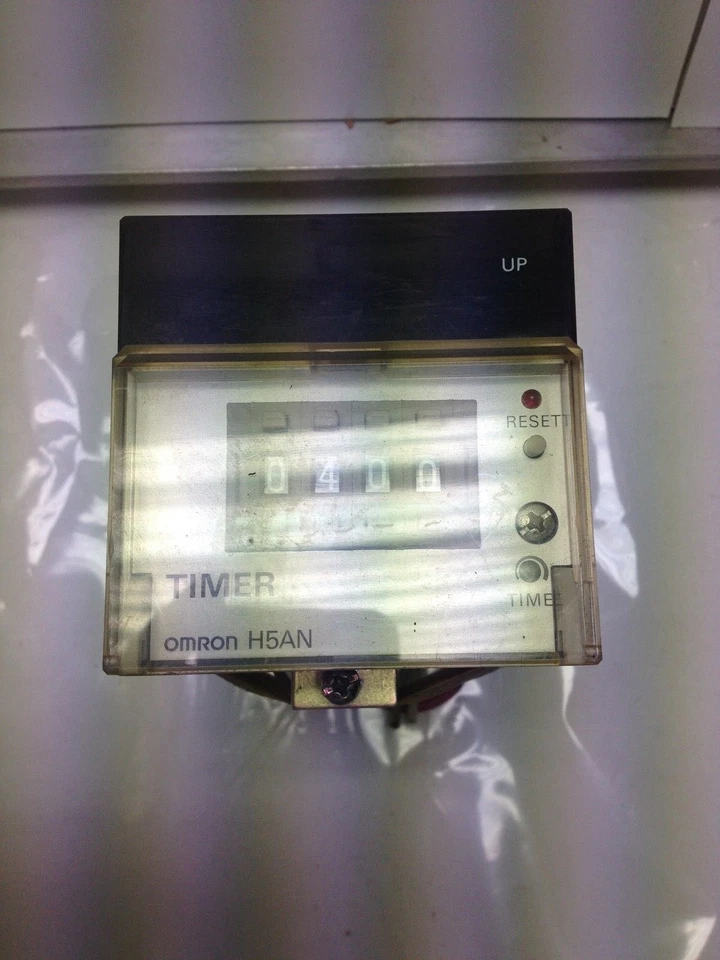 UP
RESET
0400
TIMER
TIME
omron H5AN